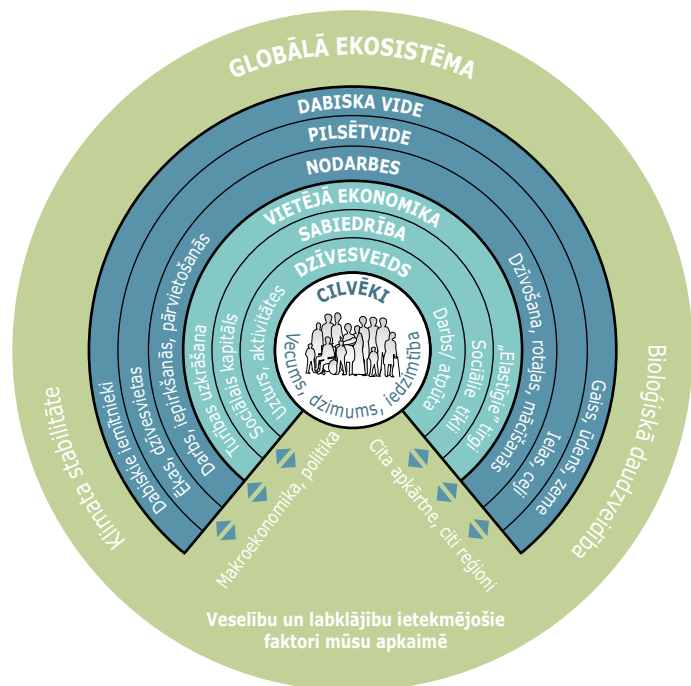 GLOBĀLĀ EKOSISTĒMA
DABISKA VIDE
PILSĒTVIDE
NODARBES
VIETĒJĀ EKONOMIKA
SABIEDRĪBA
DZĪVESVEIDS
CILVĒKI
Vecums, dzimums, iedzimtība
Uzturs, aktivitātes
Sociālais kapitāls
Turības uzkrāšana
Darbs, iepirkšanās, pārvietošanās
Ēkas, dzīvesvietas
Dabiskie iemītnieki
Klimata stabilitāte
Darbs/ atpūta
Sociālie tīkli
„Elastīgie” tirgi
Dzīvošana, rotaļas, mācīšanās
Ielas, ceļi
Gaiss, ūdens, zeme
Bioloģiskā daudzveidība
Makroekonomika, politika
Cita apkārtne, citi reģioni
Veselību un labklājību ietekmējošie
faktori mūsu apkaimē